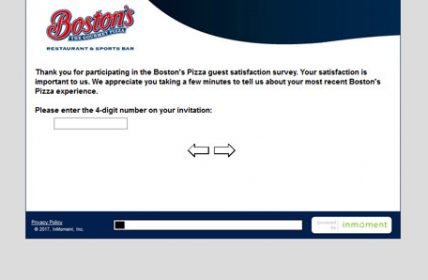 Boston's
THE GOURMET PIZZA
RESTAURANT & SPORTS BAR
Thank you for participating in the Boston's Pizza guest satisfaction survey. Your satisfaction is
important to us. We appreciate you taking a few minutes to tell us about your most recent Boston's
Pizza experience.
Please enter the 4-digit number on your invitation:
Privacy Policy
© 2017, InMoment, Inc.
powered by
inmoment